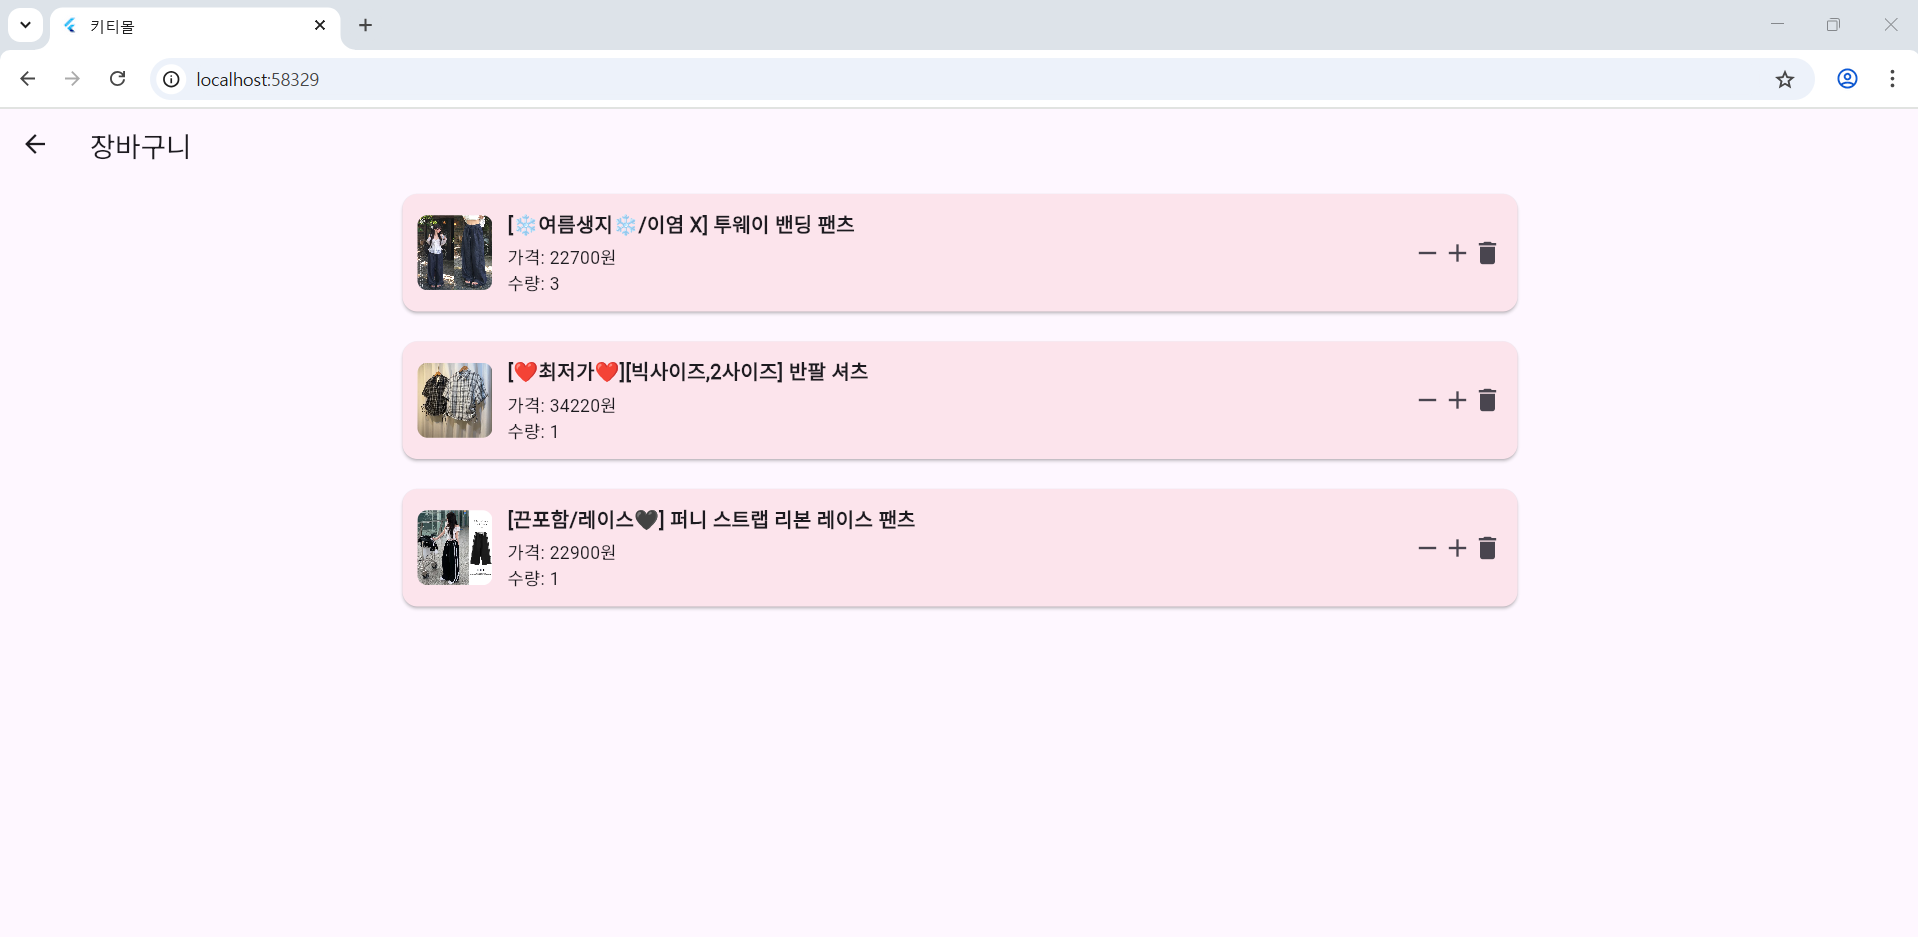 키티몰
localhost:58329
장바구니
[❄️여름생지❄️/이염 X] 투웨이 밴딩 팬츠
가격: 22700원
수량: 3
[❤️최저가❤️][빅사이즈,2사이즈] 반팔 셔츠
가격: 34220원
수량: 1
[끈포함/레이스🖤] 퍼니 스트랩 리본 레이스 팬츠
가격: 22900원
수량: 1